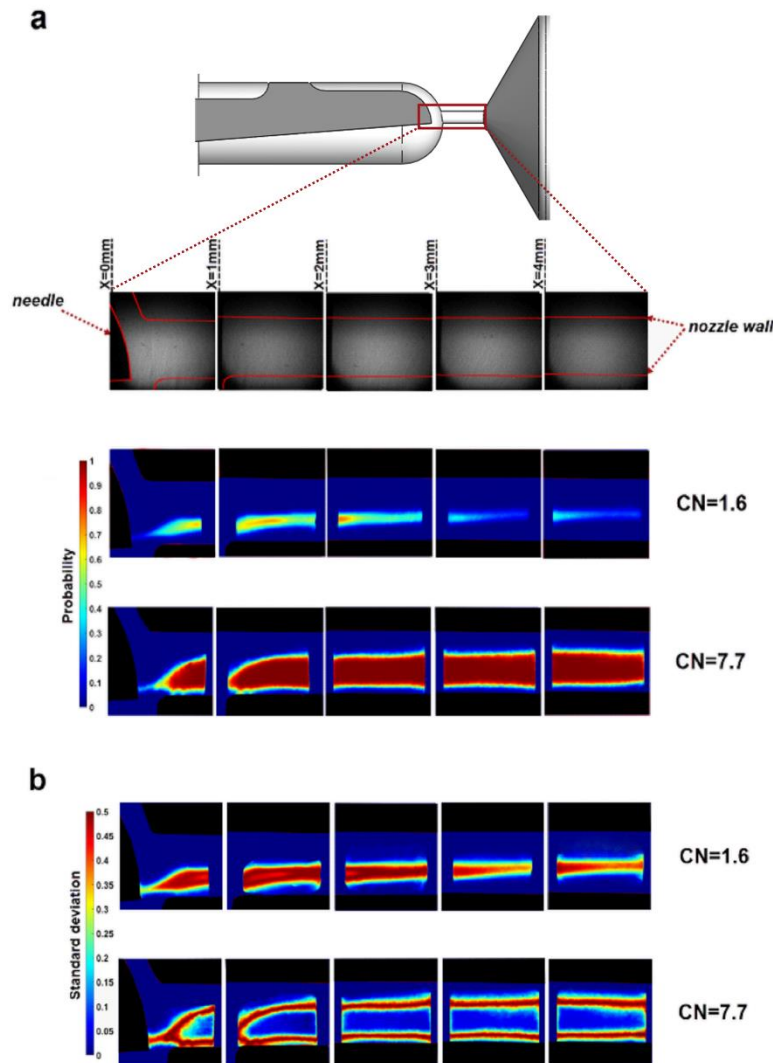 a
X=0mm
X=1mm
X=2mm
X=3mm
X=4mm
needle
nozzle wall
Probability
1
0.9
0.8
0.7
0.6
0.5
0.4
0.3
0.2
0.1
0
CN=1.6
CN=7.7
b
Standard deviation
0.5
0.45
0.4
0.35
0.3
0.25
0.2
0.15
0.1
0.05
0
CN=1.6
CN=7.7